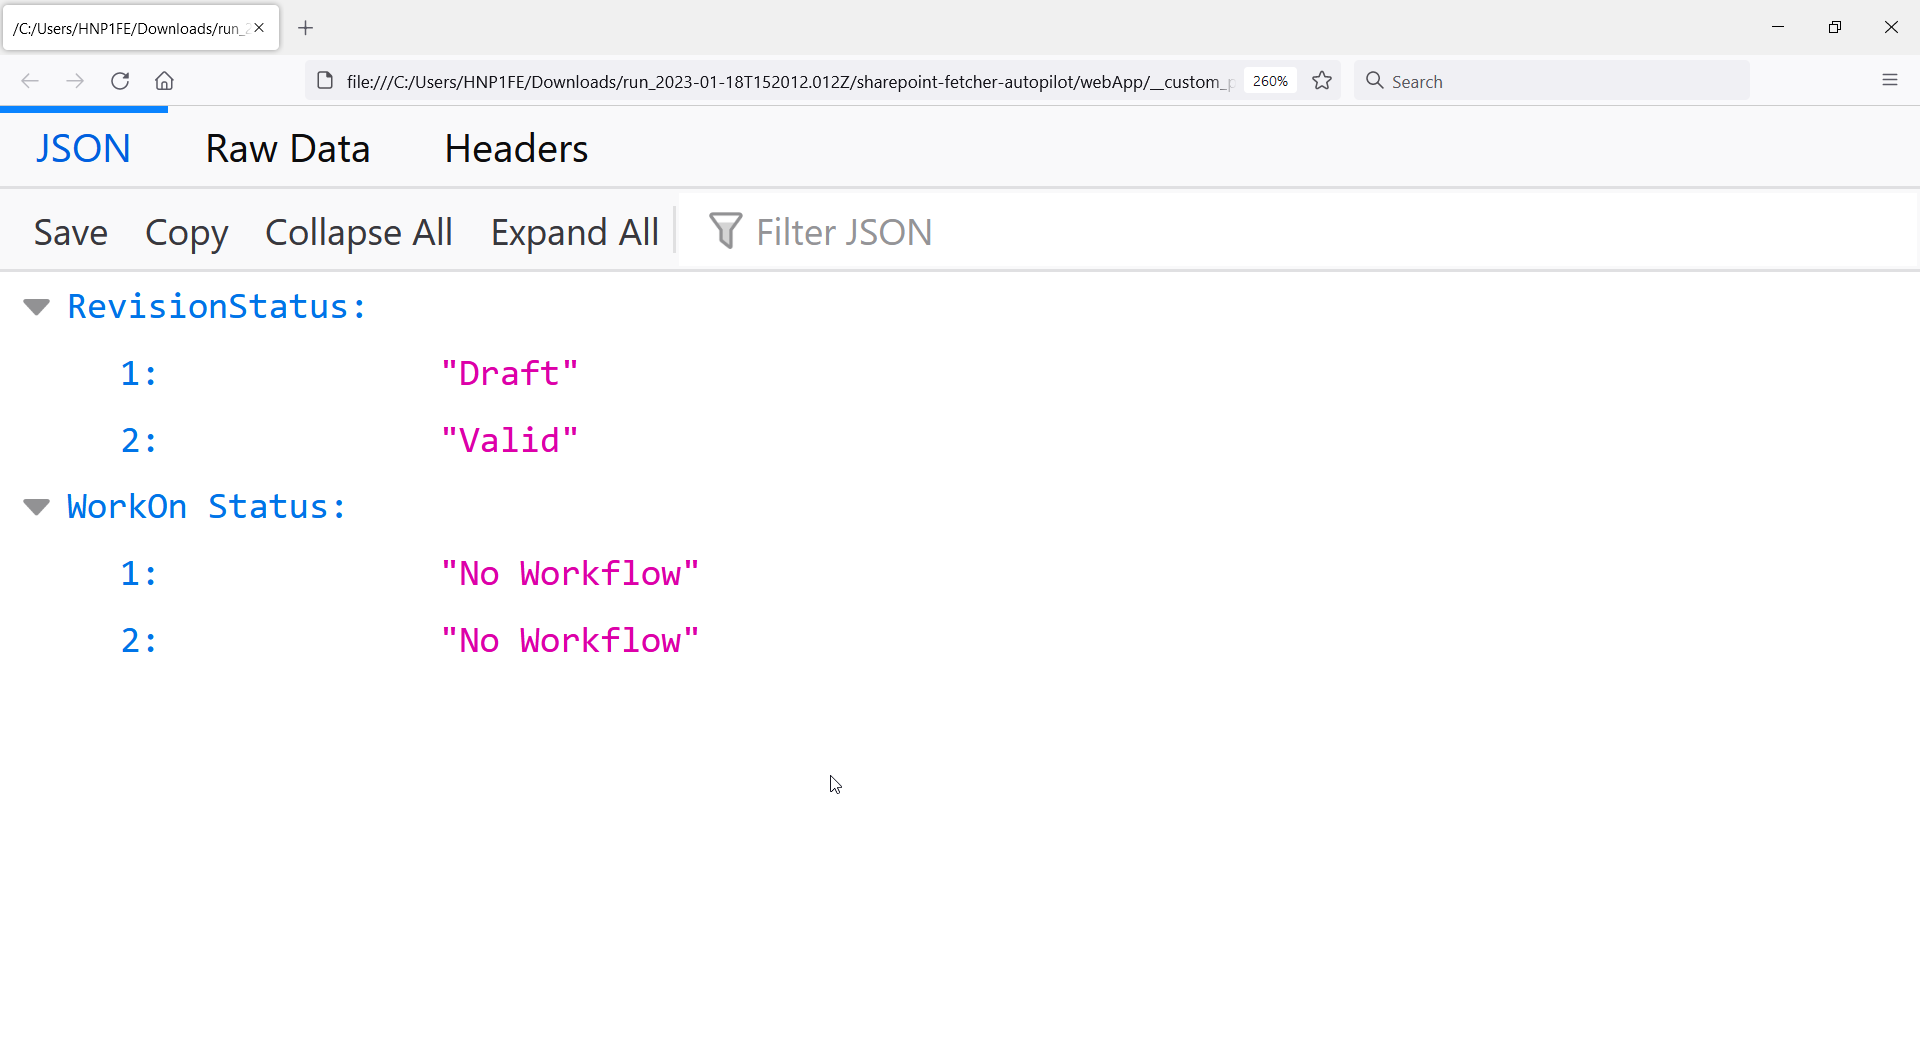 /C:/Users/HNP1FE/Downloads/run_2
file:///C:/Users/HNP1FE/Downloads/run_2023-01-18T152012.012Z/sharepoint-fetcher-autopilot/webApp/__custom_p 260% Search
JSON Raw Data Headers
Save Copy Collapse All Expand All Filter JSON
RevisionStatus:
1: "Draft"
2: "Valid"
WorkOn Status:
1: "No Workflow"
2: "No Workflow"